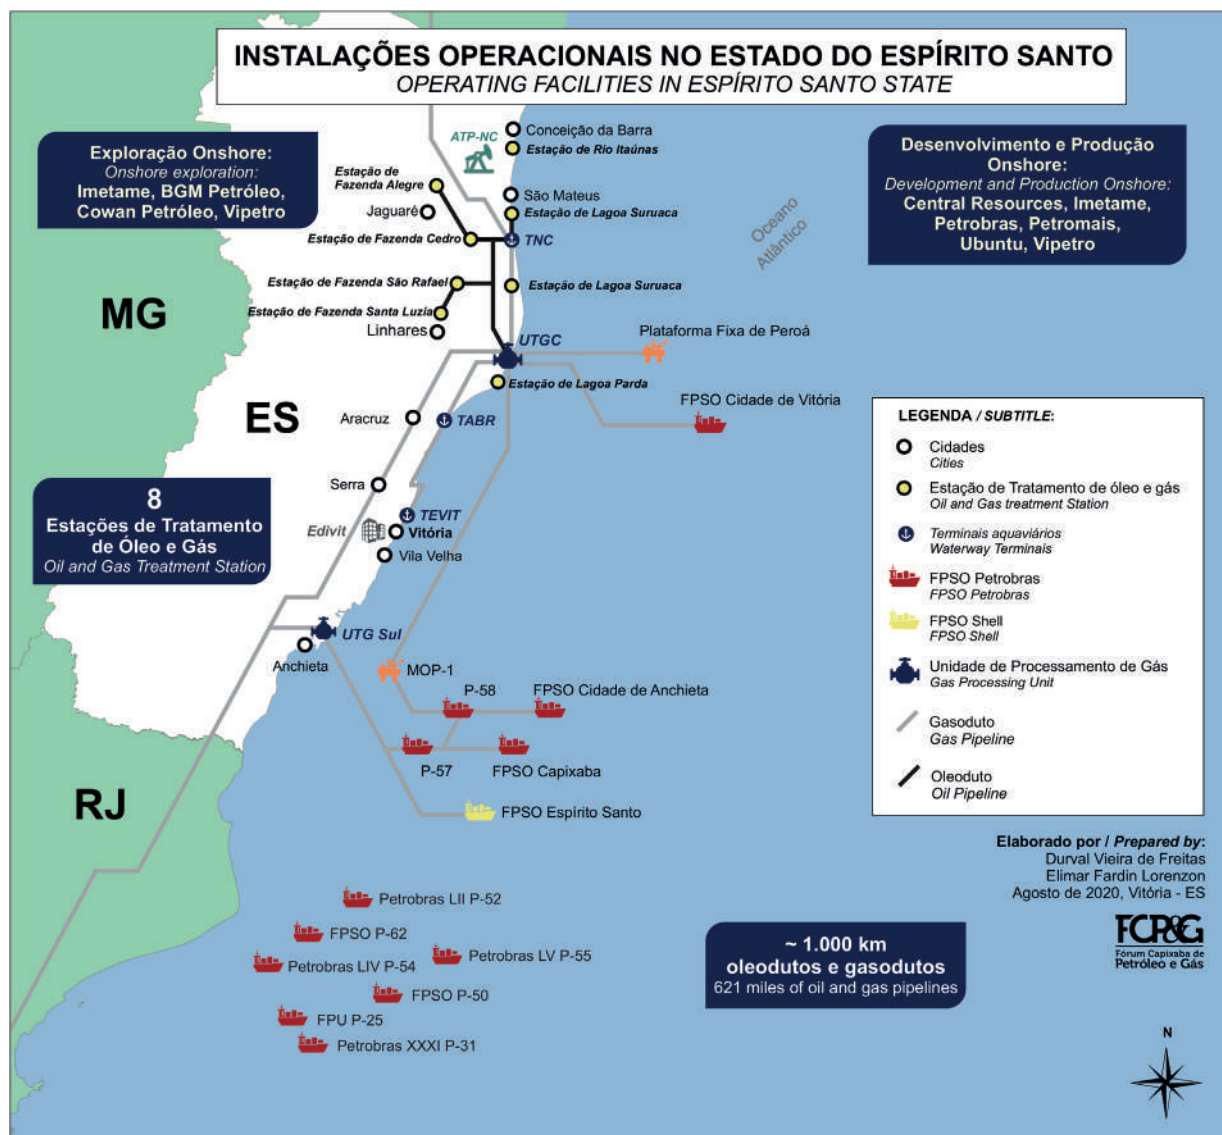 INSTALAÇÕES OPERACIONAIS NO ESTADO DO ESPÍRITO SANTO
OPERATING FACILITIES IN ESPÍRITO SANTO STATE
Exploração Onshore:
Onshore exploration:
Imetame, BGM Petróleo,
Cowan Petróleo, Vipetro
Desenvolvimento e Produção
Onshore:
Development and Production Onshore:
Central Resources, Imetame,
Petrobras, Petromais,
Ubuntu, Vipetro
ATP-NC
Conceição da Barra
Estação de Rio Itaúnas
Estação de
Fazenda Alegre
São Mateus
Jaguaré
Estação de Lagoa Suruaca
Estação de Fazenda Cedro
TNC
Oceano
Atlântico
Estação de Fazenda São Rafael
Estação de Lagoa Suruaca
Estação de Fazenda Santa Luzia
Linhares
MG
UTGC
Plataforma Fixa de Peroá
Estação de Lagoa Parda
FPSO Cidade de Vitória
ES
Aracruz
TABR
Serra
8
Estações de Tratamento
de Óleo e Gás
Oil and Gas Treatment Station
TEVIT
Edivit
Vitória
Vila Velha
UTG Sul
Anchieta
MOP-1
P-58
FPSO Cidade de Anchieta
P-57
FPSO Capixaba
RJ
FPSO Espírito Santo
Petrobras LII P-52
FPSO P-62
Petrobras LV P-55
Petrobras LIV P-54
FPSO P-50
FPU P-25
Petrobras XXXI P-31
LEGENDA / SUBTITLE:
Cidades
Cities
Estação de Tratamento de óleo e gás
Oil and Gas treatment Station
Terminais aquaviários
Waterway Terminais
FPSO Petrobras
FPSO Petrobras
FPSO Shell
FPSO Shell
Unidade de Processamento de Gás
Gas Processing Unit
Gasoduto
Gas Pipeline
Oleoduto
Oil Pipeline
Elaborado por / Prepared by:
Durval Vieira de Freitas
Elimar Fardin Lorenzon
Agosto de 2020, Vitória - ES
FCP&G
Fórum Capixaba de
Petróleo e Gás
~ 1.000 km
oleodutos e gasodutos
621 miles of oil and gas pipelines
N